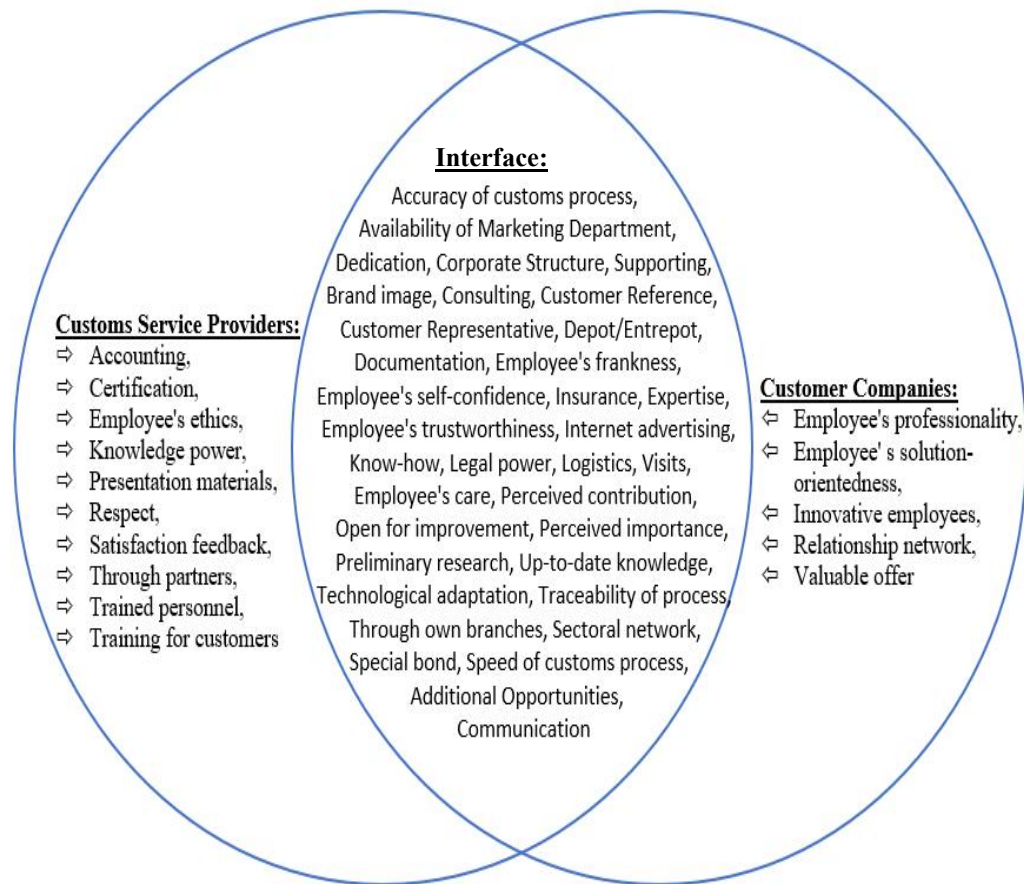 Interface:
Accuracy of customs process,
Availability of Marketing Department,
Dedication, Corporate Structure, Supporting,
Brand image, Consulting, Customer Reference,
Customer Representative, Depot/Entrepot,
Documentation, Employee's frankness,
Employee's self-confidence, Insurance, Expertise,
Employee's trustworthiness, Internet advertising,
Know-how, Legal power, Logistics, Visits,
Employee's care, Perceived contribution,
Open for improvement, Perceived importance,
Preliminary research, Up-to-date knowledge,
Technological adaptation, Traceability of process,
Through own branches, Sectoral network,
Special bond, Speed of customs process,
Additional Opportunities,
Communication
Customs Service Providers:
⇨ Accounting,
⇨ Certification,
⇨ Employee's ethics,
⇨ Knowledge power,
⇨ Presentation materials,
⇨ Respect,
⇨ Satisfaction feedback,
⇨ Through partners,
⇨ Trained personnel,
⇨ Training for customers
Customer Companies:
⇦ Employee's professionality,
⇦ Employee' s solution-
orientedness,
⇦ Innovative employees,
⇦ Relationship network,
⇦ Valuable offer